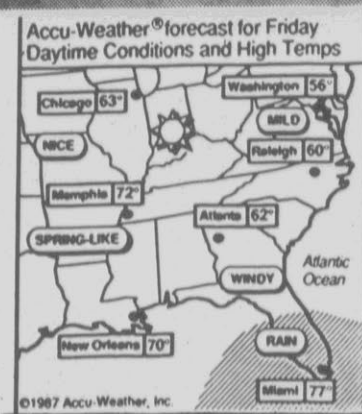 Accu-Weather® forecast for Friday
Daytime Conditions and High Temps
Washington 56°
Chicago 63°
MILD
NICE
Raleigh 60°
Memphis 72°
Atlanta 62°
SPRING-LIKE
Atlantic
Ocean
WINDY
New Orleans 70°
RAIN
Miami 77°
©1987 Accu-Weather, Inc.